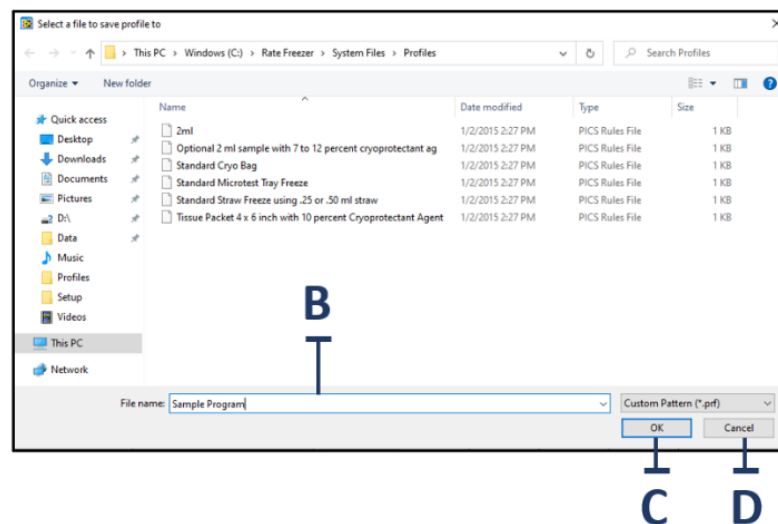 Select a file to save profile to
This PC > Windows (C:) > Rate Freezer > System Files > Profiles
Search Profiles
Organize
New folder
Name
Date modified
Type
Size
Quick access
Desktop
Downloads
Documents
Pictures
D:\
Data
Music
Profiles
Setup
Videos
This PC
Network
2ml 1/2/2015 2:27 PM PICS Rules File 1 KB
Optional 2 ml sample with 7 to 12 percent cryoprotectant ag 1/2/2015 2:27 PM PICS Rules File 1 KB
Standard Cryo Bag 1/2/2015 2:27 PM PICS Rules File 1 KB
Standard Microtest Tray Freeze 1/2/2015 2:27 PM PICS Rules File 1 KB
Standard Straw Freeze using .25 or .50 ml straw 1/2/2015 2:27 PM PICS Rules File 1 KB
Tissue Packet 4 x 6 inch with 10 percent Cryoprotectant Agent 1/2/2015 2:27 PM PICS Rules File 1 KB
B
File name: Sample Program
Custom Pattern (*.prf)
OK
Cancel
C
D